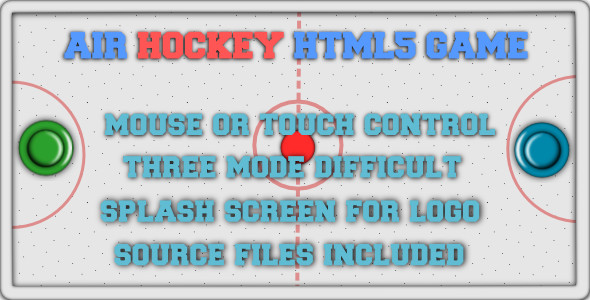 AIR HOCKEY HTML5 GAME
MOUSE OR TOUCH CONTROL
THREE MODE DIFFICULT
SPLASH SCREEN FOR LOGO
SOURCE FILES INCLUDED